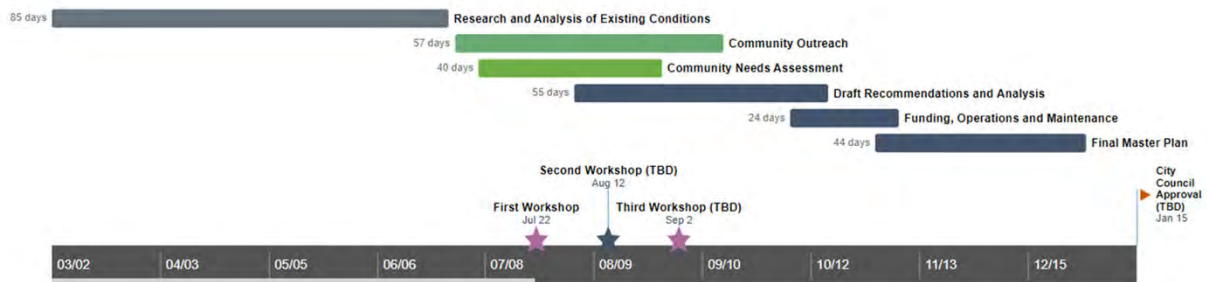 85 days Research and Analysis of Existing Conditions
57 days Community Outreach
40 days Community Needs Assessment
55 days Draft Recommendations and Analysis
24 days Funding, Operations and Maintenance
44 days Final Master Plan
Second Workshop (TBD)
Aug 12
First Workshop
Jul 22
Third Workshop (TBD)
Sep 2
City
Council
Approval
(TBD)
Jan 15
03/02 04/03 05/05 06/06 07/08 08/09 09/10 10/12 11/13 12/15